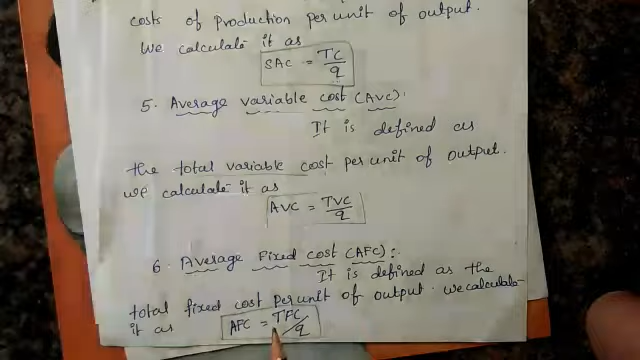 costs of production per unit of output.
We calculate it as
SAC = TC/q
5. Average variable cost (AVC):
It is defined as
the total variable cost per unit of output.
we calculate it as
AVC = TVC/q
6. Average Fixed cost (AFC):
It is defined as the
total fixed cost per unit of output. we calculate
it as AFC = TFC/q